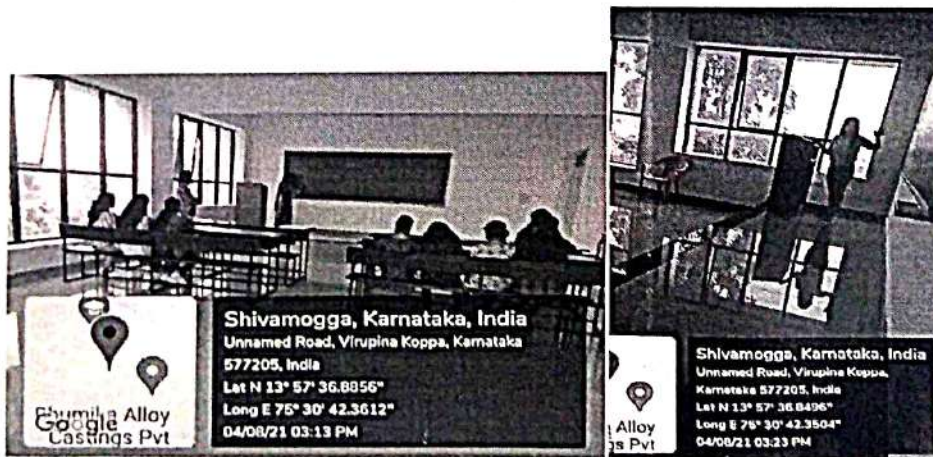 Shivamogga, Karnataka, India
Unnamed Road, Virupina Koppa, Karnataka
577205, India
Lat N 13° 57' 36.8856"
Long E 75° 30' 42.3612"
04/08/21 03:13 PM
Alloy
Google
Castings Pvt
Shivamogga, Karnataka, India
Unnamed Road, Virupina Koppa,
Karnataka 577205, India
Lat N 13° 57' 36.8496"
Long E 75° 30' 42.3504"
04/08/21 03:23 PM
Alloy
gs Pvt